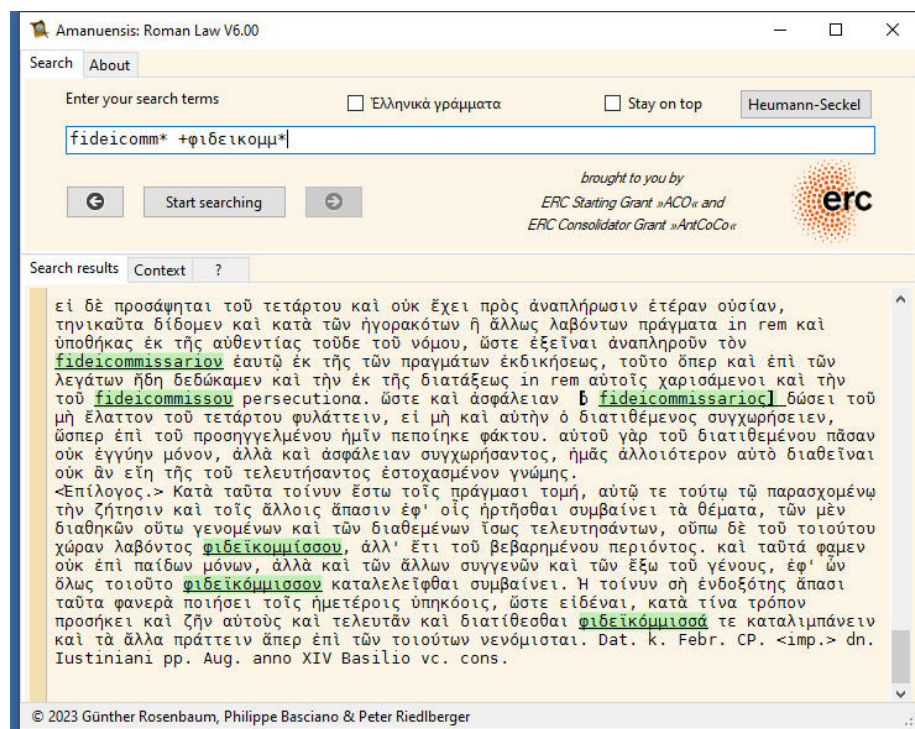 Amanuensis: Roman Law V6.00
Search About
Enter your search terms Ἑλληνικὰ γράμματα Stay on top Heumann-Seckel
fideicomm* +φιδεικομμ*
Start searching
brought to you by
ERC Starting Grant »ACO« and
ERC Consolidator Grant »AntCoCo«
erc
Search results Context ?
εἰ δὲ προσάψηται τοῦ τετάρτου καὶ οὐκ ἔχει πρὸς ἀναπλήρωσιν ἑτέραν οὐσίαν,
τηνικαῦτα δίδομεν καὶ κατὰ τῶν ἠγορακότων ἢ ἄλλως λαβόντων πράγματα in rem καὶ
ὑποθήκας ἐκ τῆς αὐθεντίας τοῦδε τοῦ νόμου, ὥστε ἐξεῖναι ἀναπληροῦν τὸν
fideicommissariον ἑαυτῷ ἐκ τῆς τῶν πραγμάτων ἐκδικήσεως, τοῦτο ὅπερ καὶ ἐπὶ τῶν
λεγάτων ἤδη δεδώκαμεν καὶ τὴν ἐκ τῆς διατάξεως in rem αὐτοῖς χαρισάμενοι καὶ τὴν
τοῦ fideicommissου persecutionα. ὥστε καὶ ἀσφάλειαν [ὁ fideicommissαριος] δώσει τοῦ
μὴ ἔλαττον τοῦ τετάρτου φυλάττειν, εἰ μὴ καὶ αὐτὴν ὁ διατιθέμενος συγχωρήσειεν,
ὥσπερ ἐπὶ τοῦ προσηγγελμένου ἡμῖν πεποίηκε φάκτου. αὐτοῦ γὰρ τοῦ διατιθεμένου πᾶσαν
οὐκ ἐγγύην μόνον, ἀλλὰ καὶ ἀσφάλειαν συγχωρήσαντος, ἡμᾶς ἀλλοιότερον αὐτὸ διαθεῖναι
οὐκ ἂν εἴη τῆς τοῦ τελευτήσαντος ἐστοχασμένον γνώμης.
<Ἐπίλογος.> Κατὰ ταῦτα τοίνυν ἔστω τοῖς πράγμασι τομή, αὐτῷ τε τούτῳ τῷ παρασχομένῳ
τὴν ζήτησιν καὶ τοῖς ἄλλοις ἅπασιν ἐφ' οἷς ἠρτῆσθαι συμβαίνει τὰ θέματα, τῶν μὲν
διαθηκῶν οὕτω γενομένων καὶ τῶν διαθεμένων ἴσως τελευτησάντων, οὔπω δὲ τοῦ τοιούτου
χώραν λαβόντος φιδεϊκομμίσσου, ἀλλ' ἔτι τοῦ βεβαρημένου περιόντος. καὶ ταῦτά φαμεν
οὐκ ἐπὶ παίδων μόνων, ἀλλὰ καὶ τῶν ἄλλων συγγενῶν καὶ τῶν ἔξω τοῦ γένους, ἐφ' ὧν
ὅλως τοιοῦτο φιδεϊκόμμισσον καταλελεῖφθαι συμβαίνει. Ἡ τοίνυν σὴ ἐνδοξότης ἅπασι
ταῦτα φανερὰ ποιήσει τοῖς ἡμετέροις ὑπηκόοις, ὥστε εἰδέναι, κατὰ τίνα τρόπον
προσήκει καὶ ζῆν αὐτοὺς καὶ τελευτᾶν καὶ διατίθεσθαι φιδεϊκόμμισσά τε καταλιμπάνειν
καὶ τὰ ἄλλα πράττειν ἅπερ ἐπὶ τῶν τοιούτων νενόμισται. Dat. k. Febr. CP. <imp.> dn.
Iustiniani pp. Aug. anno XIV Basilio vc. cons.
© 2023 Günther Rosenbaum, Philippe Basciano & Peter Riedlberger